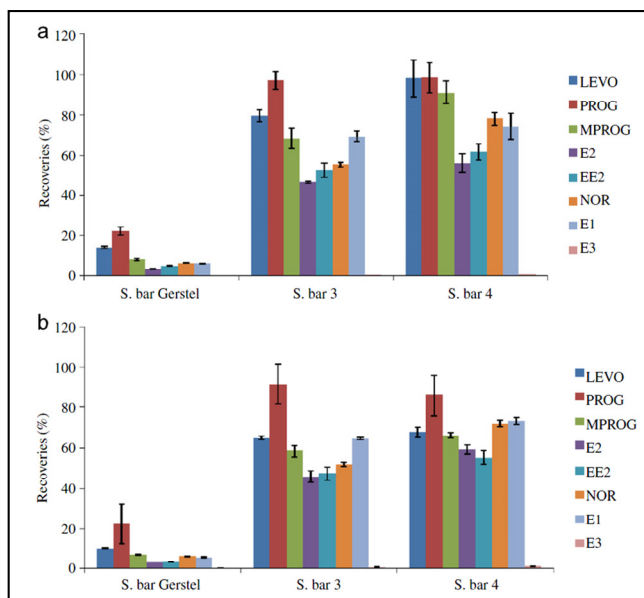 a
120
100
80
60
40
20
0
Recoveries (%)
S. bar Gerstel
S. bar 3
S. bar 4
LEVO
PROG
MPROG
E2
EE2
NOR
E1
E3
b
120
100
80
60
40
20
0
Recoveries (%)
S. bar Gerstel
S. bar 3
S. bar 4
LEVO
PROG
MPROG
E2
EE2
NOR
E1
E3